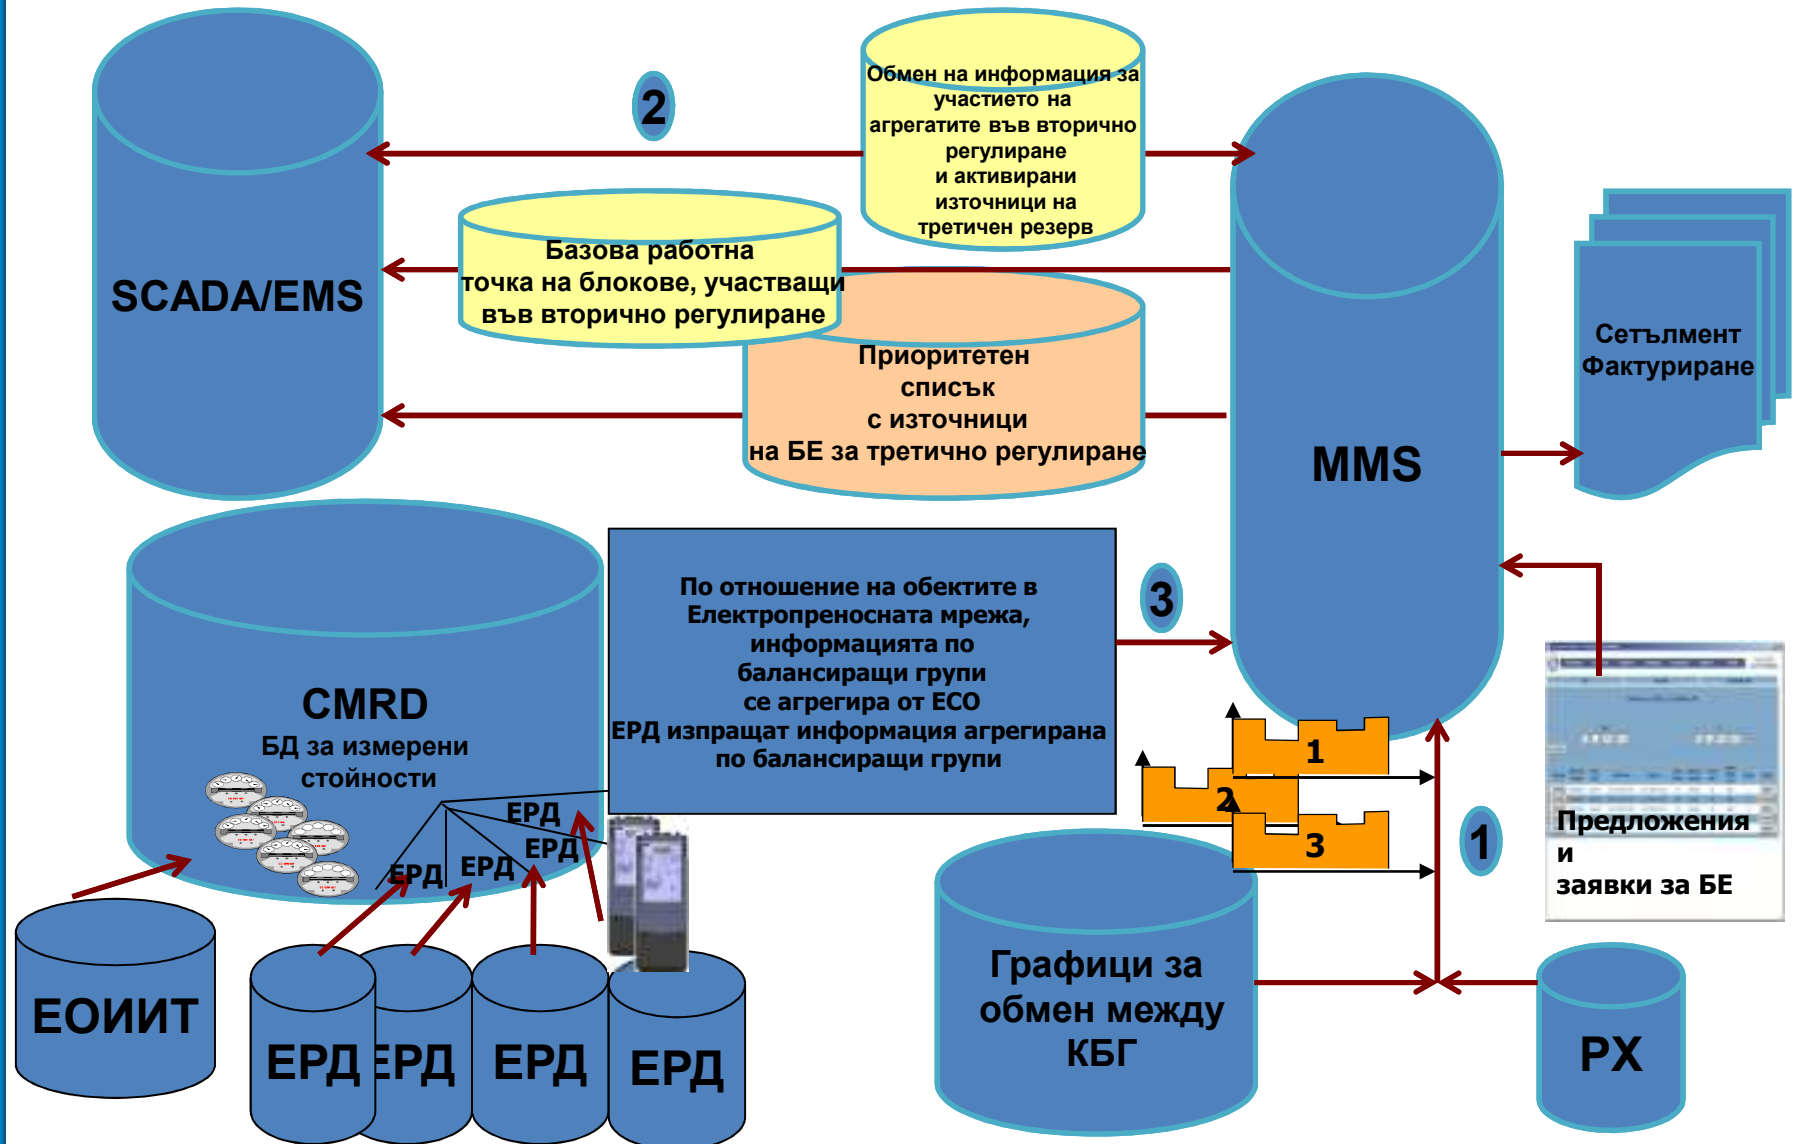 2
Обмен на информация за
участието на
агрегатите във вторично
регулиране
и активирани
източници на
третичен резерв
SCADA/EMS
Базова работна
точка на блокове, участващи
във вторично регулиране
Приоритетен
списък
с източници
на БЕ за третично регулиране
MMS
Сетълмент
Фактуриране
CMRD
БД за измерени
стойности
По отношение на обектите в
Електропреносната мрежа,
информацията по
балансиращи групи
се агрегира от ЕСО
ЕРД изпращат информация агрегирана
по балансиращи групи
3
1
2
3
1
Предложения
и
заявки за БЕ
ЕРД
ЕРД
ЕРД
ЕРД
ЕОИИТ
ЕРД
ЕРД
ЕРД
ЕРД
Графици за
обмен между
КБГ
PX